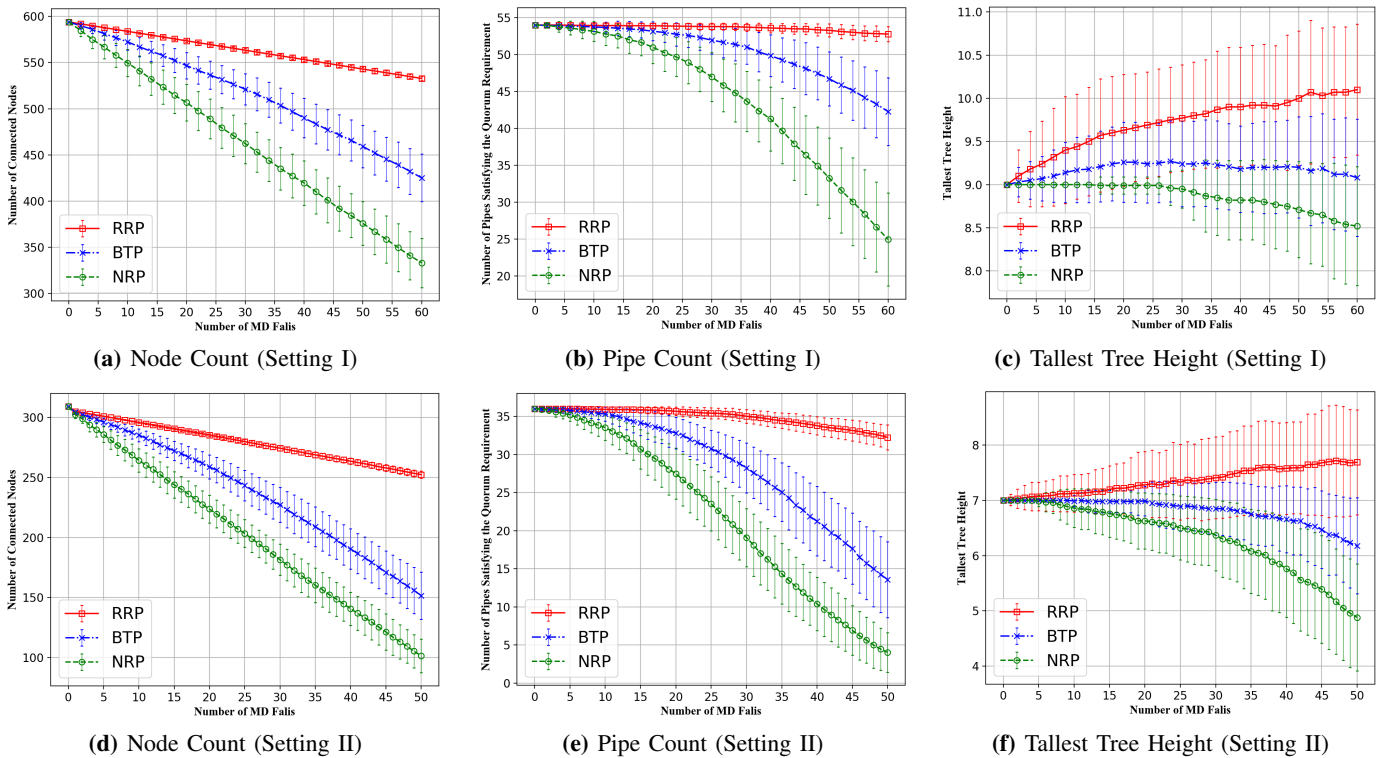 600
550
500
450
400
350
300
Number of Connected Nodes
RRP
BTP
NRP
0 5 10 15 20 25 30 35 40 45 50 55 60
Number of MD Falis
(a) Node Count (Setting I)
55
50
45
40
35
30
25
20
Number of Pipes Satisfying the Quorum Requirement
RRP
BTP
NRP
0 5 10 15 20 25 30 35 40 45 50 55 60
Number of MD Falis
(b) Pipe Count (Setting I)
11.0
10.5
10.0
9.5
9.0
8.5
8.0
Tallest Tree Height
RRP
BTP
NRP
0 5 10 15 20 25 30 35 40 45 50 55 60
Number of MD Falis
(c) Tallest Tree Height (Setting I)
300
250
200
150
100
Number of Connected Nodes
RRP
BTP
NRP
0 5 10 15 20 25 30 35 40 45 50
Number of MD Falis
(d) Node Count (Setting II)
35
30
25
20
15
10
5
0
Number of Pipes Satisfying the Quorum Requirement
RRP
BTP
NRP
0 5 10 15 20 25 30 35 40 45 50
Number of MD Falis
(e) Pipe Count (Setting II)
8
7
6
5
4
Tallest Tree Height
RRP
BTP
NRP
0 5 10 15 20 25 30 35 40 45 50
Number of MD Falis
(f) Tallest Tree Height (Setting II)